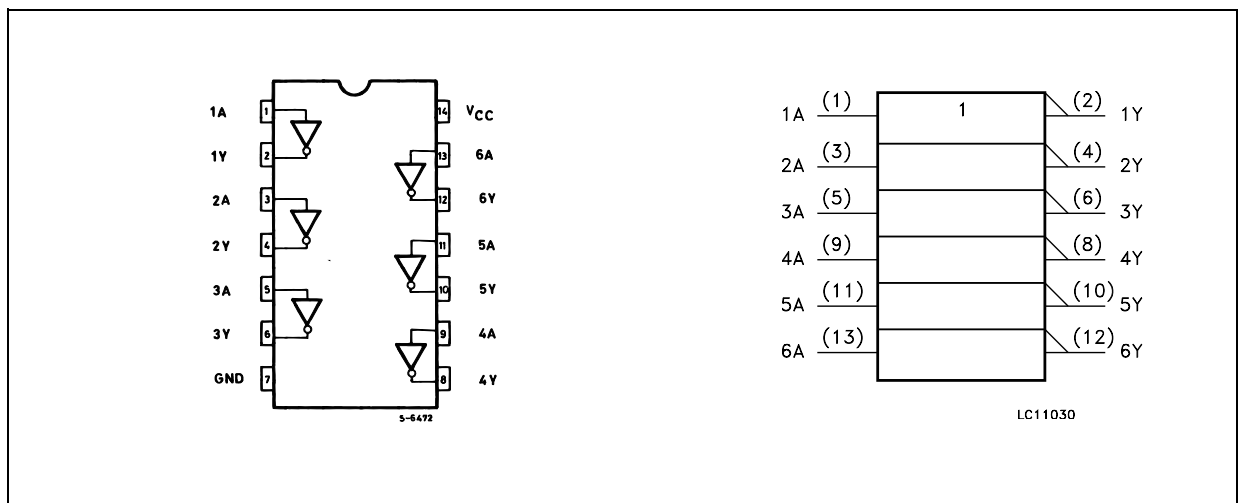 1A 1 14 VCC
1Y 2 13 6A
2A 3 12 6Y
2Y 4 11 5A
3A 5 10 5Y
3Y 6 9 4A
GND 7 8 4Y
S-6472
1A (1) 1 (2) 1Y
2A (3) (4) 2Y
3A (5) (6) 3Y
4A (9) (8) 4Y
5A (11) (10) 5Y
6A (13) (12) 6Y
LC11030